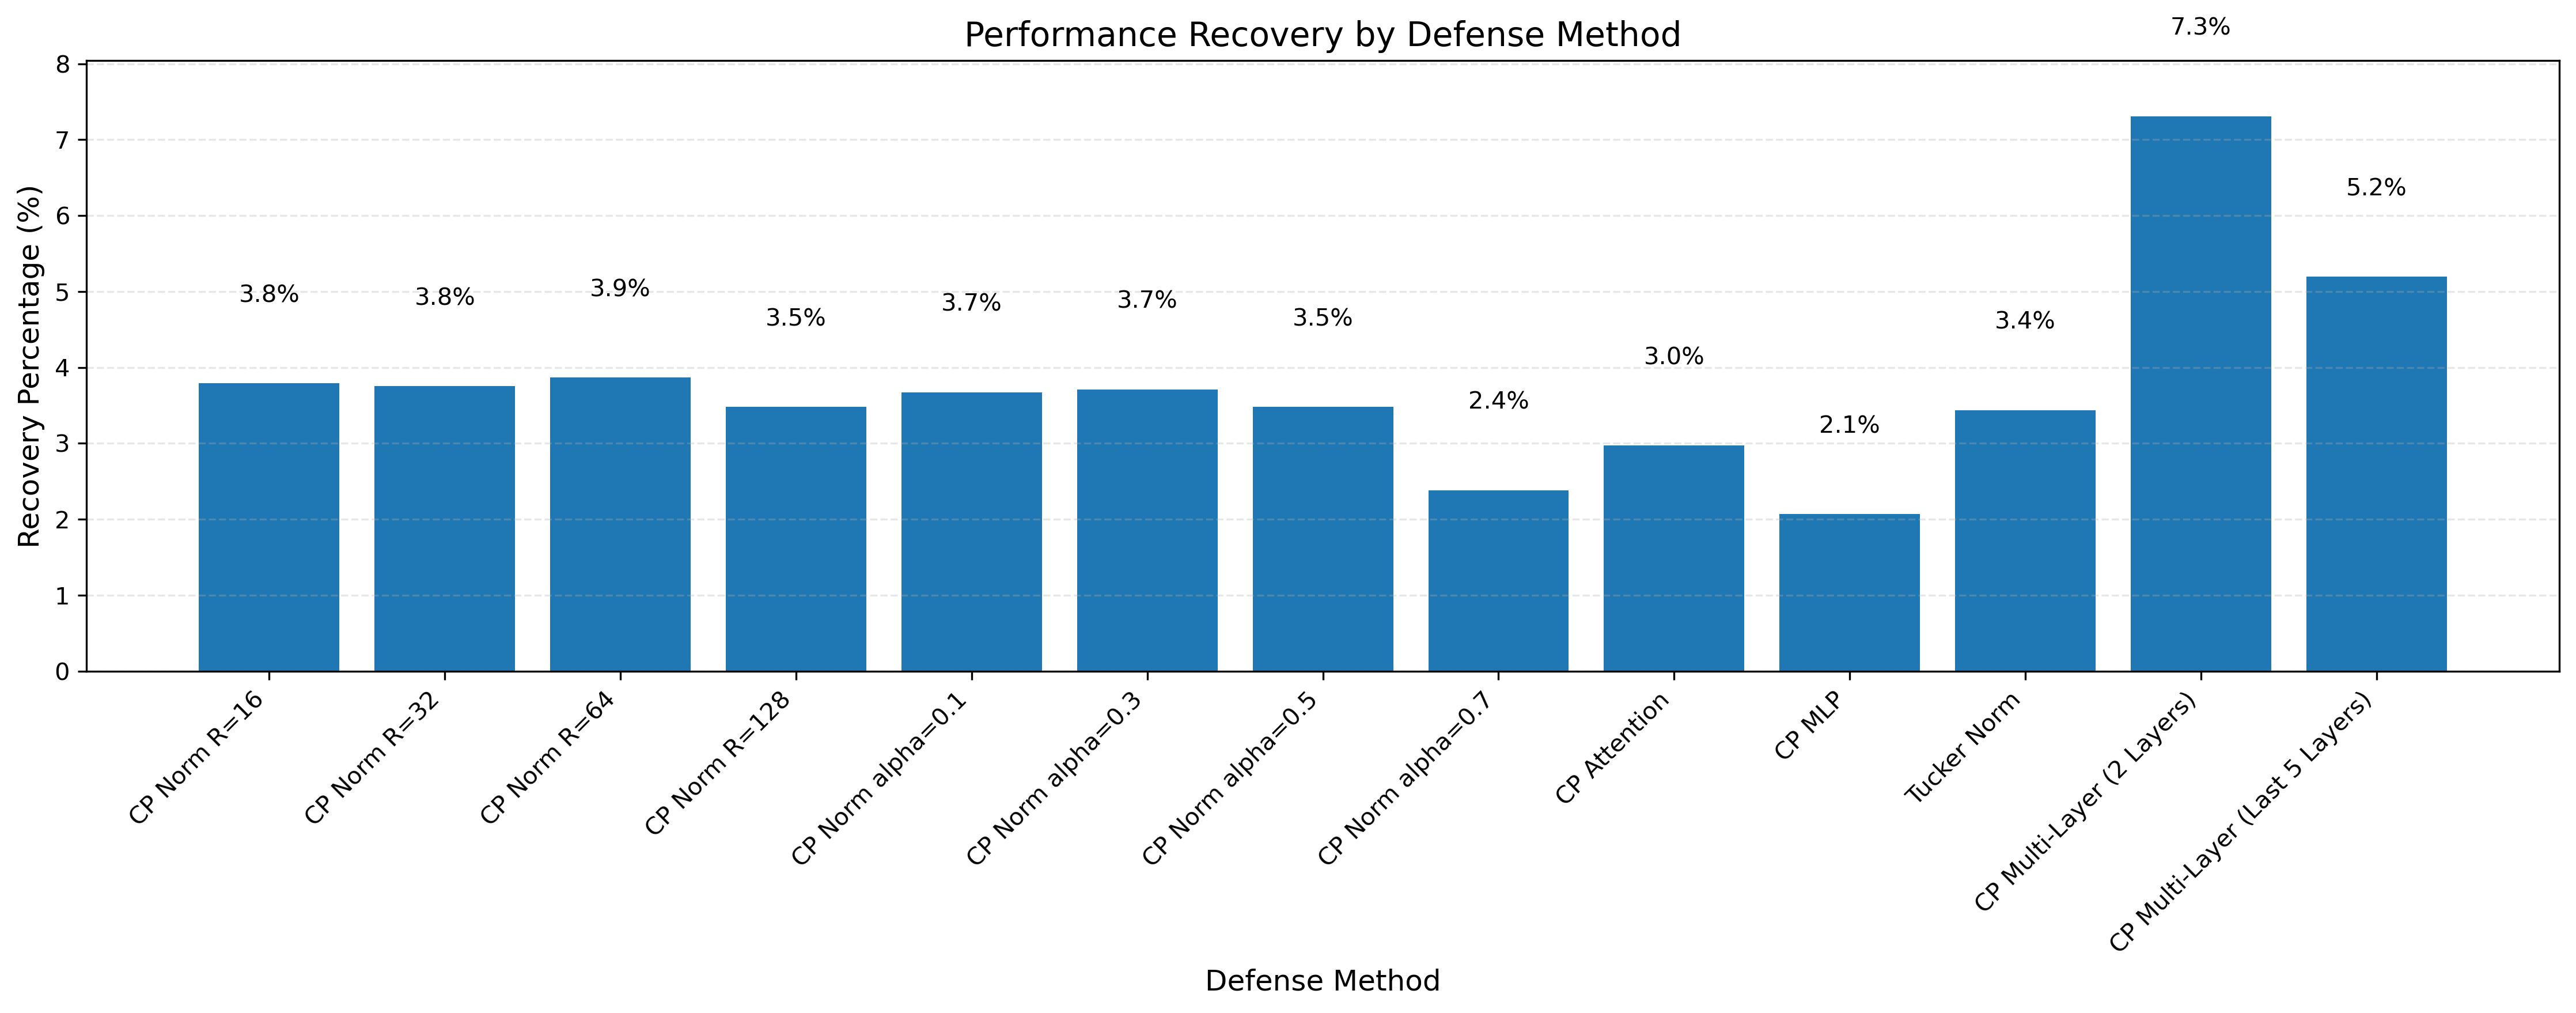 Performance Recovery by Defense Method
7.3%
8
7
6
5
4
3
2
1
0
Recovery Percentage (%)
3.8%
3.8%
3.9%
3.5%
3.7%
3.7%
3.5%
2.4%
3.0%
2.1%
3.4%
5.2%
CP Norm R=16
CP Norm R=32
CP Norm R=64
CP Norm R=128
CP Norm alpha=0.1
CP Norm alpha=0.3
CP Norm alpha=0.5
CP Norm alpha=0.7
CP Attention
CP MLP
Tucker Norm
CP Multi-Layer (2 Layers)
CP Multi-Layer (Last 5 Layers)
Defense Method